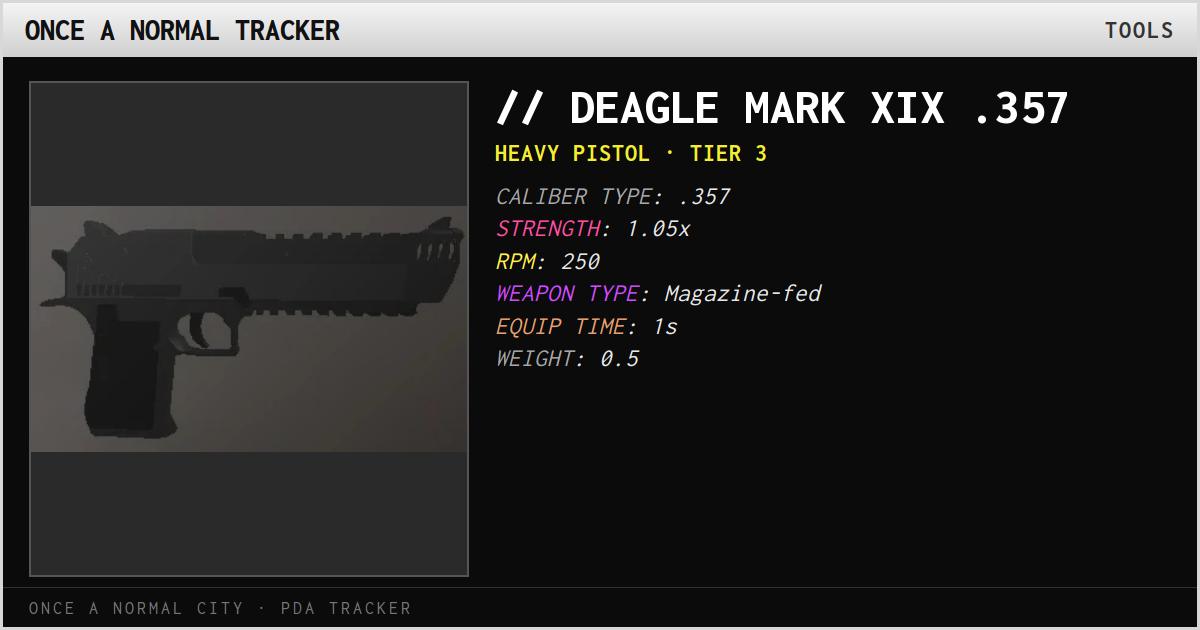 ONCE A NORMAL TRACKER
TOOLS
// DEAGLE MARK XIX .357
HEAVY PISTOL · TIER 3
CALIBER TYPE: .357
STRENGTH: 1.05x
RPM: 250
WEAPON TYPE: Magazine-fed
EQUIP TIME: 1s
WEIGHT: 0.5
ONCE A NORMAL CITY · PDA TRACKER